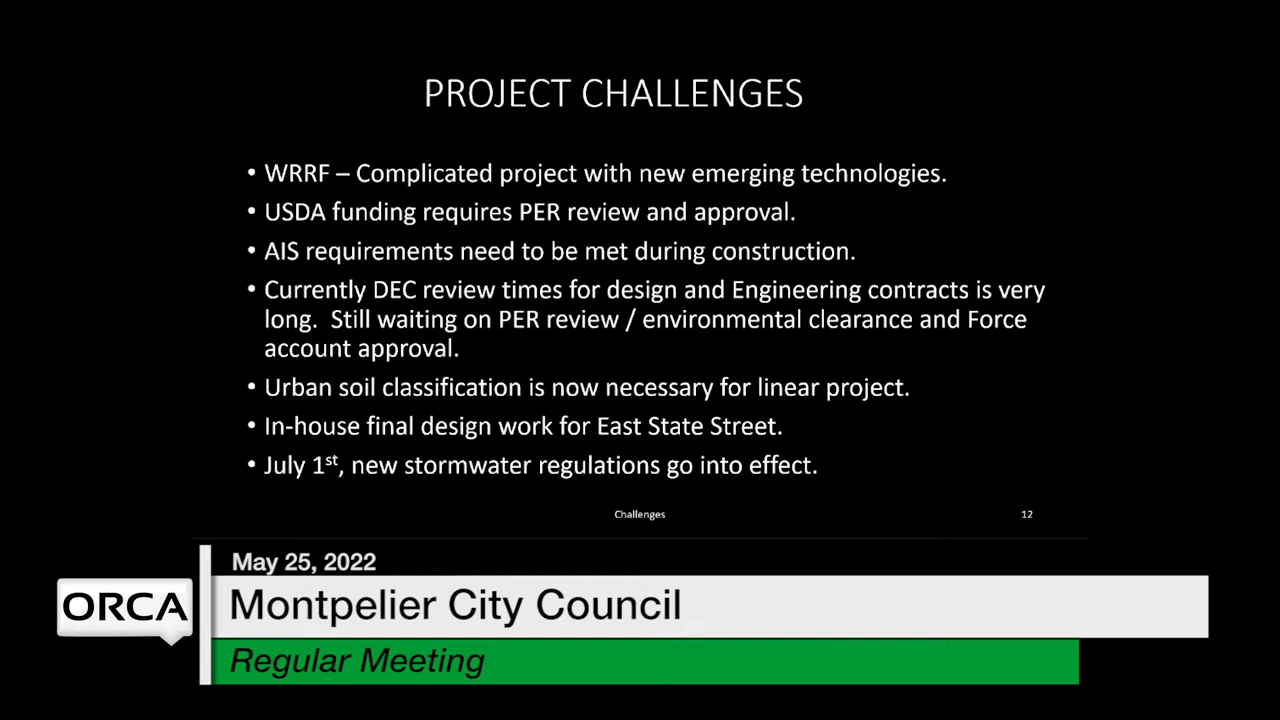 PROJECT CHALLENGES
• WRRF – Complicated project with new emerging technologies.
• USDA funding requires PER review and approval.
• AIS requirements need to be met during construction.
• Currently DEC review times for design and Engineering contracts is very
long.  Still waiting on PER review / environmental clearance and Force
account approval.
• Urban soil classification is now necessary for linear project.
• In-house final design work for East State Street.
• July 1st, new stormwater regulations go into effect.
Challenges
12
May 25, 2022
ORCA
Montpelier City Council
Regular Meeting